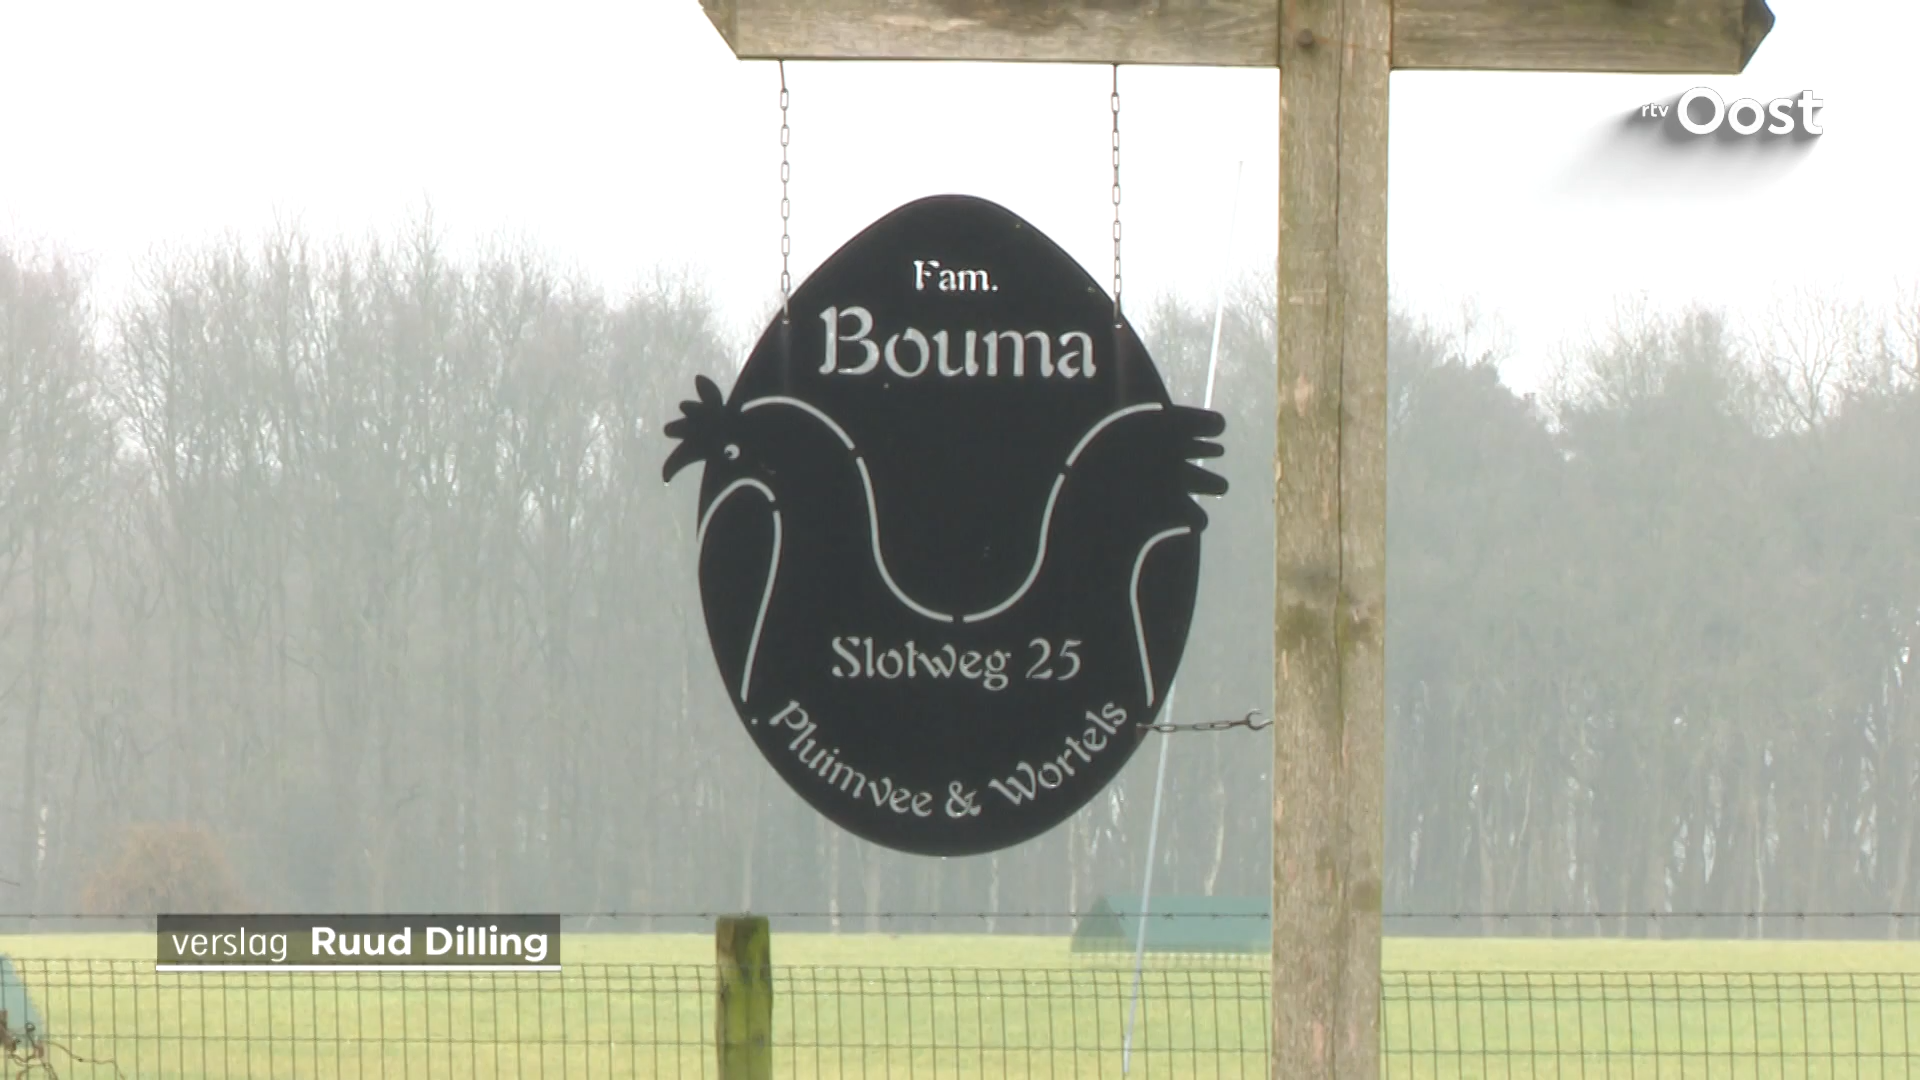 rtv Oost
Fam.
Bouma
Slotweg 25
Pluimvee & Wortels
verslag Ruud Dilling